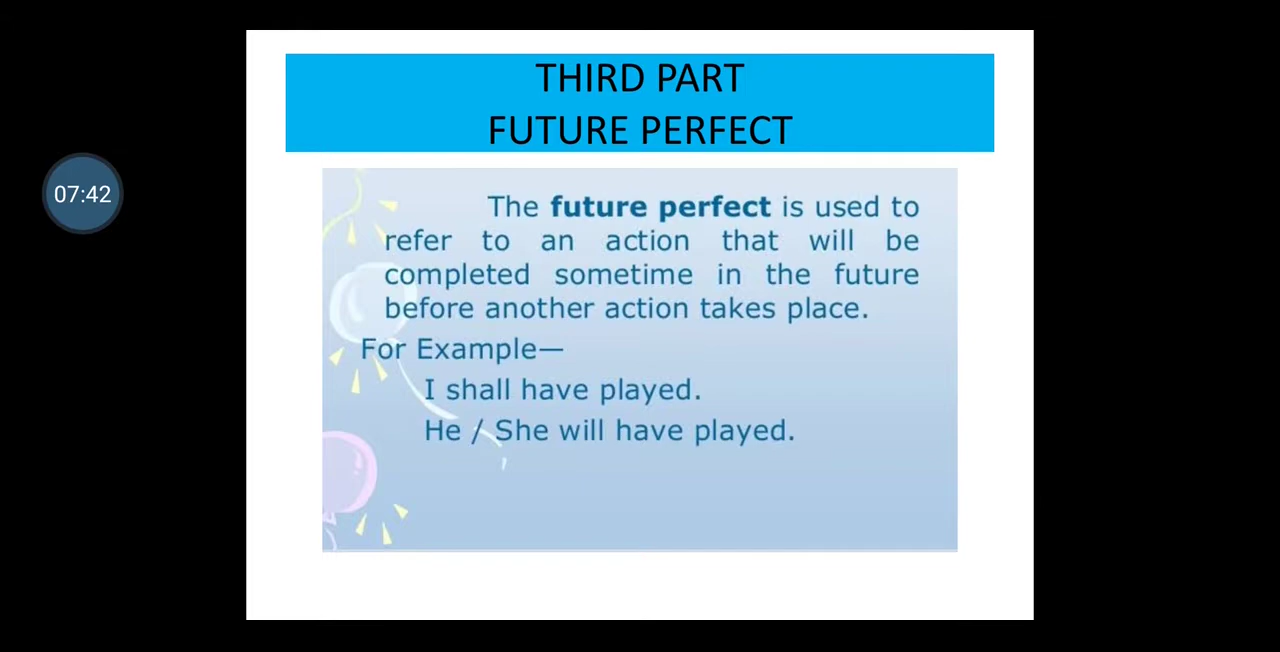 THIRD PART
FUTURE PERFECT
07:42
The future perfect is used to
refer to an action that will be
completed sometime in the future
before another action takes place.
For Example—
I shall have played.
He / She will have played.